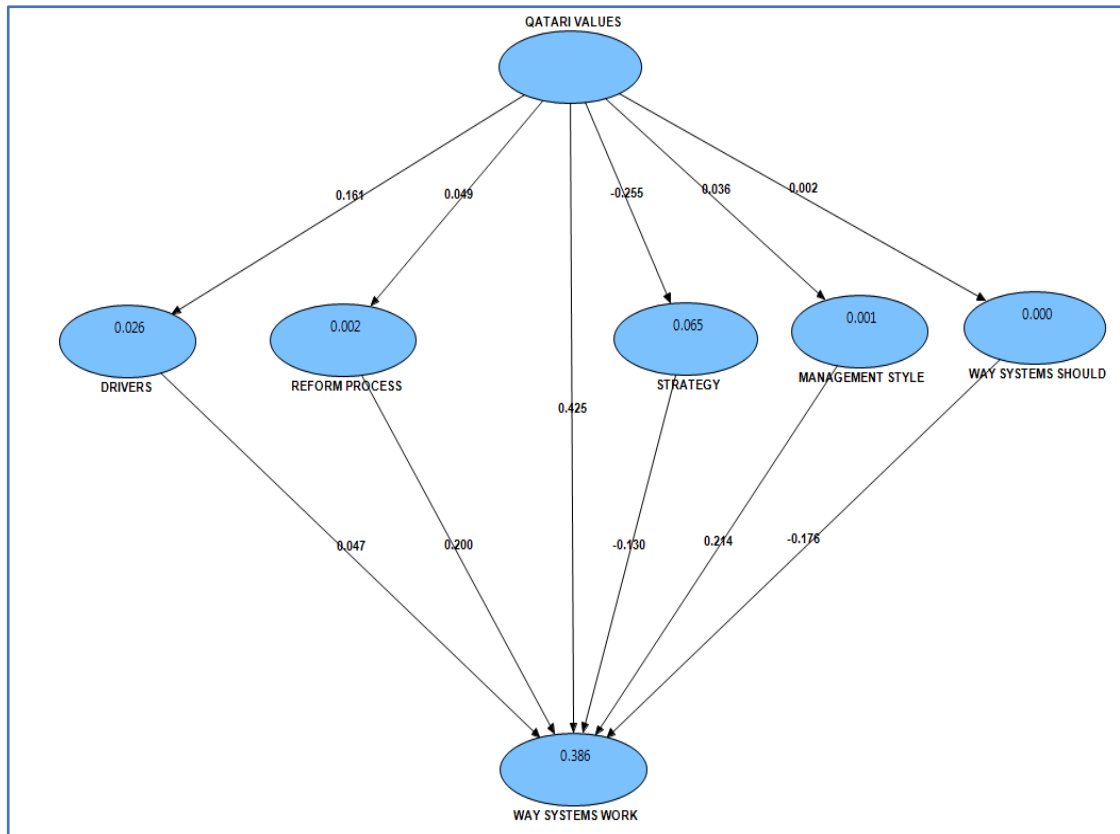 QATARI VALUES
0.161
0.049
-0.255
0.036
0.002
0.026
0.002
0.065
0.001
0.000
DRIVERS
REFORM PROCESS
STRATEGY
MANAGEMENT STYLE
WAY SYSTEMS SHOULD
0.425
0.047
0.200
-0.130
0.214
-0.176
0.386
WAY SYSTEMS WORK